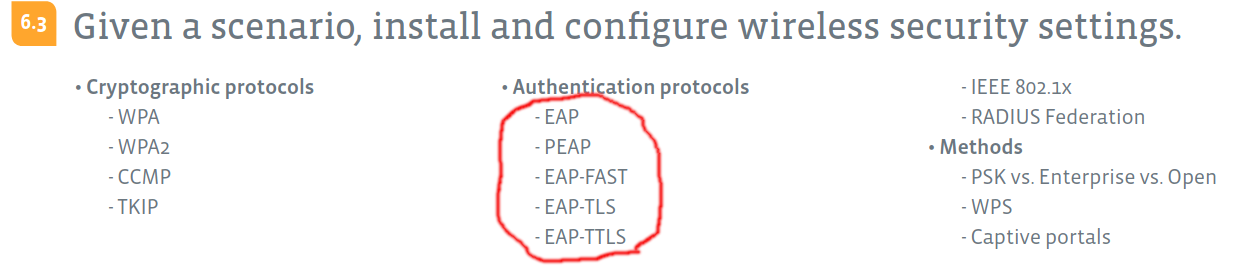 6.3 Given a scenario, install and configure wireless security settings.
• Cryptographic protocols
- WPA
- WPA2
- CCMP
- TKIP
• Authentication protocols
- EAP
- PEAP
- EAP-FAST
- EAP-TLS
- EAP-TTLS
- IEEE 802.1x
- RADIUS Federation
• Methods
- PSK vs. Enterprise vs. Open
- WPS
- Captive portals